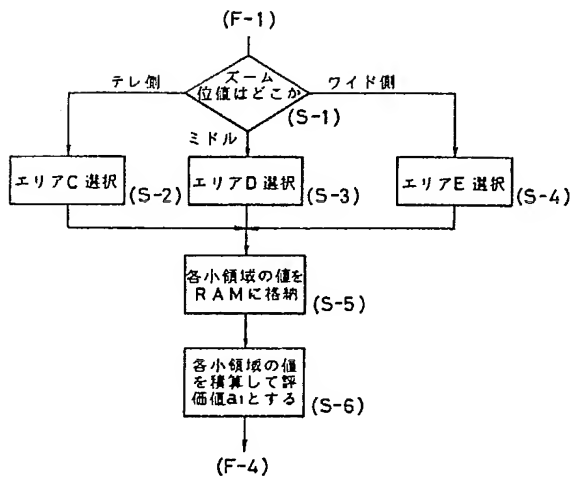 (F-1)
ズーム
位値はどこか
(S-1)
テレ側
ワイド側
ミドル
エリアC選択
(S-2)
エリアD選択
(S-3)
エリアE選択
(S-4)
各小領域の値を
RAMに格納
(S-5)
各小領域の値
を積算して評
価値a1とする
(S-6)
(F-4)